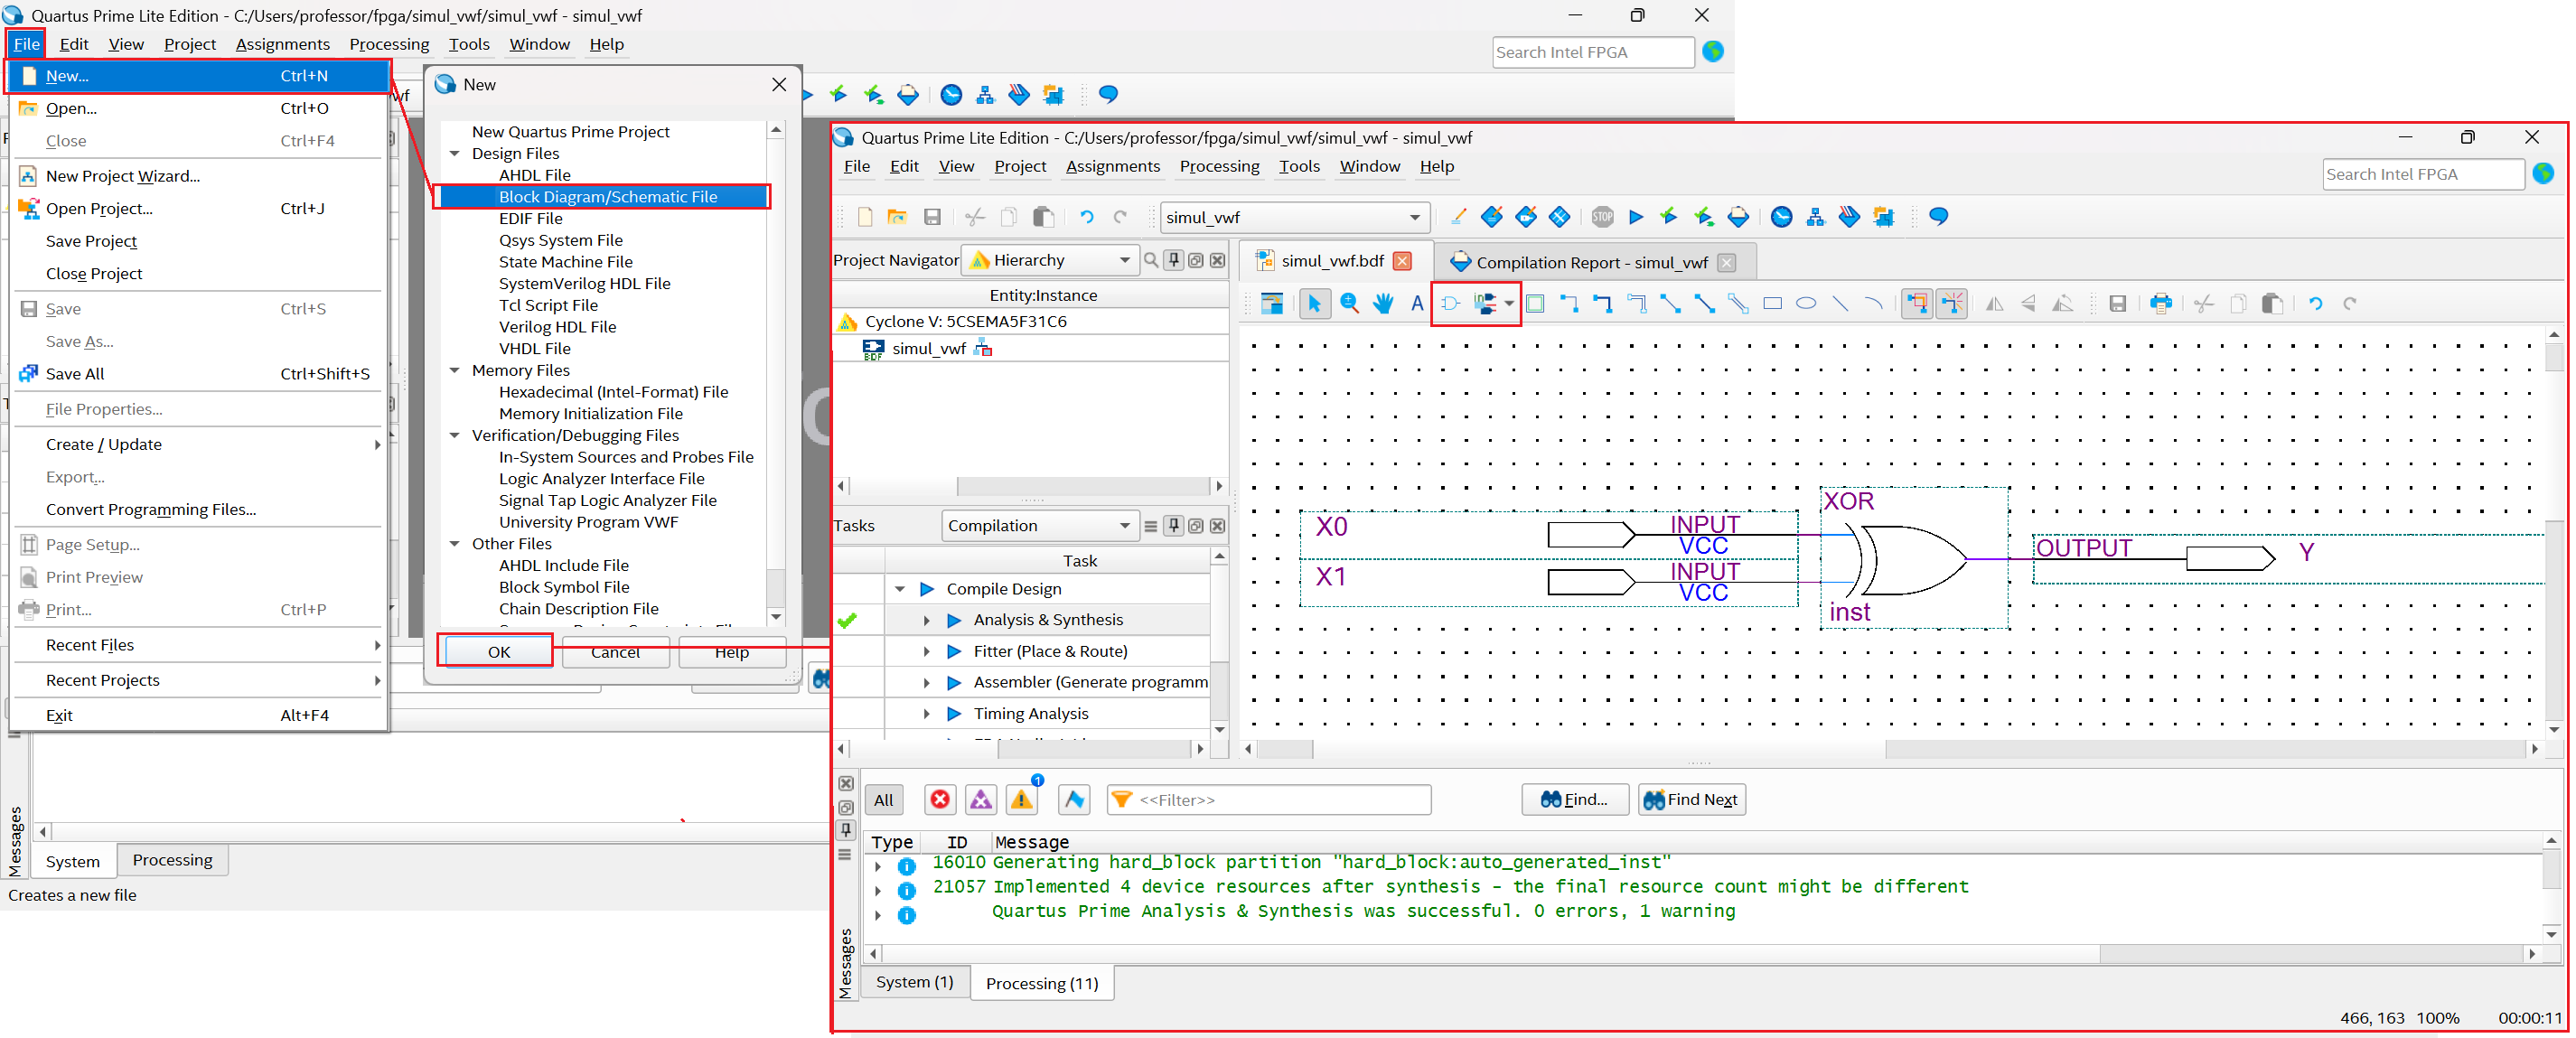 Quartus Prime Lite Edition - C:/Users/professor/fpga/simul_vwf/simul_vwf - simul_vwf
File Edit View Project Assignments Processing Tools Window Help
Search Intel FPGA
New... Ctrl+N
Open... Ctrl+O
Close Ctrl+F4
New Project Wizard...
Open Project... Ctrl+J
Save Project
Close Project
Save Ctrl+S
Save As...
Save All Ctrl+Shift+S
File Properties...
Create / Update
Export...
Convert Programming Files...
Page Setup...
Print Preview
Print... Ctrl+P
Recent Files
Recent Projects
Exit Alt+F4
Messages
System Processing
Creates a new file
New
New Quartus Prime Project
Design Files
AHDL File
Block Diagram/Schematic File
EDIF File
Qsys System File
State Machine File
SystemVerilog HDL File
Tcl Script File
Verilog HDL File
VHDL File
Memory Files
Hexadecimal (Intel-Format) File
Memory Initialization File
Verification/Debugging Files
In-System Sources and Probes File
Logic Analyzer Interface File
Signal Tap Logic Analyzer File
University Program VWF
Other Files
AHDL Include File
Block Symbol File
Chain Description File
OK Cancel Help
Quartus Prime Lite Edition - C:/Users/professor/fpga/simul_vwf/simul_vwf - simul_vwf
File Edit View Project Assignments Processing Tools Window Help
Search Intel FPGA
simul_vwf
STOP
Project Navigator Hierarchy
simul_vwf.bdf Compilation Report - simul_vwf
Entity:Instance
Cyclone V: 5CSEMA5F31C6
BDF simul_vwf
A
Tasks Compilation
Task
Compile Design
Analysis & Synthesis
Fitter (Place & Route)
Assembler (Generate programm
Timing Analysis
XOR
X0 INPUT
VCC
X1 INPUT
VCC
inst
OUTPUT Y
All 1 <<Filter>> Find... Find Next
Type ID Message
16010 Generating hard_block partition "hard_block:auto_generated_inst"
21057 Implemented 4 device resources after synthesis - the final resource count might be different
Quartus Prime Analysis & Synthesis was successful. 0 errors, 1 warning
Messages
System (1) Processing (11)
466, 163 100% 00:00:11